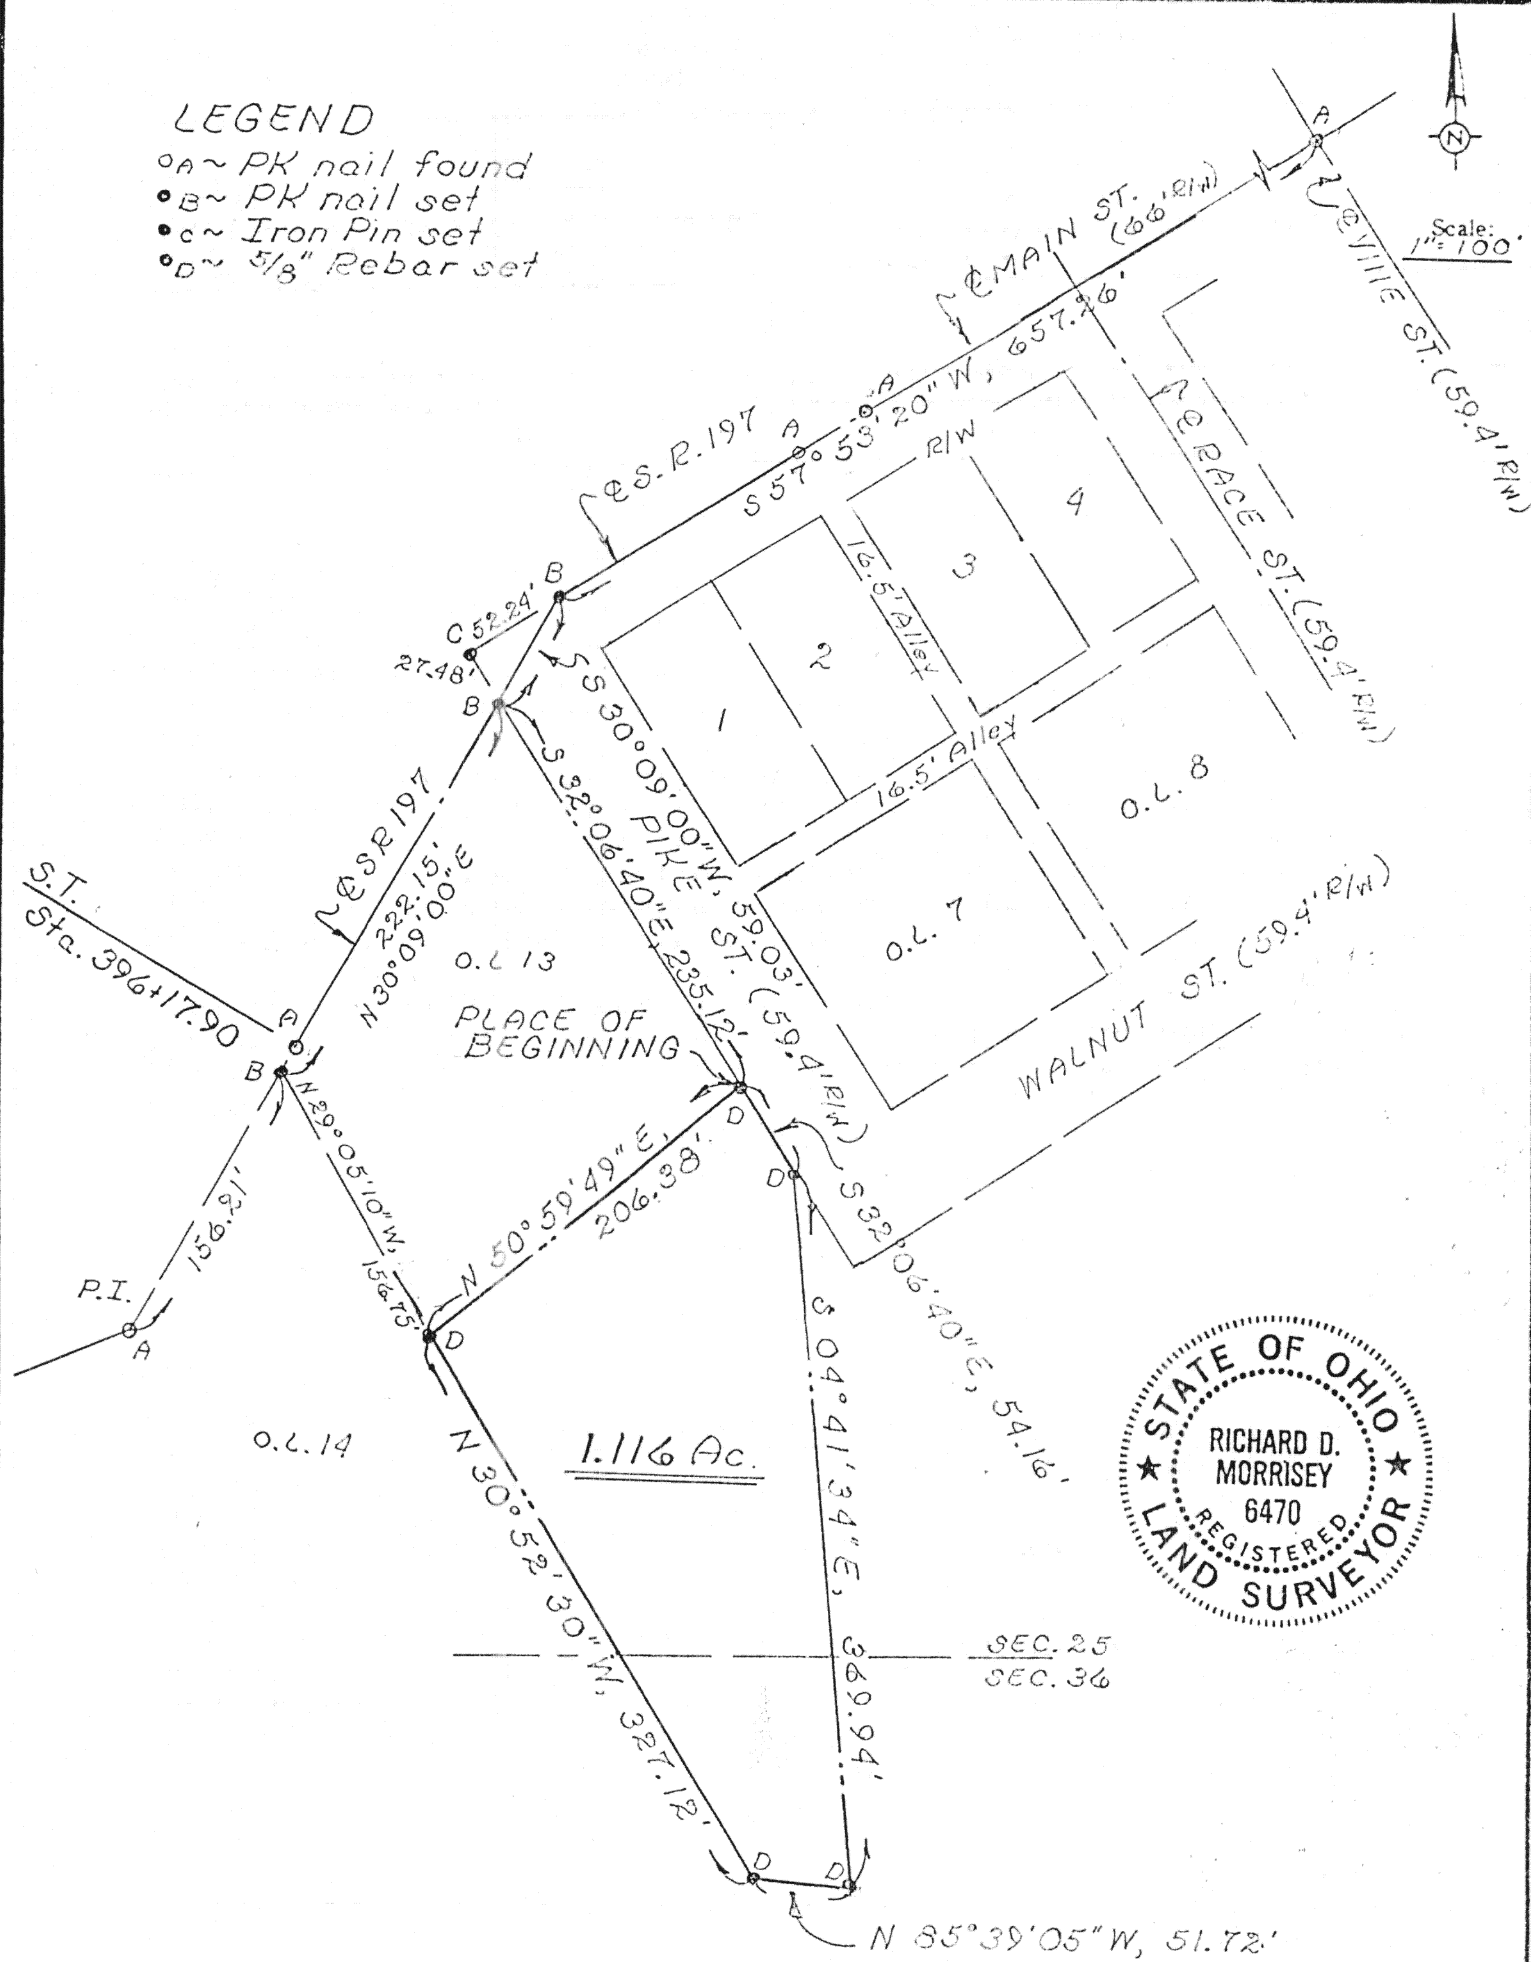 LEGEND
A ~ PK nail found
B ~ PK nail set
C ~ Iron Pin set
D ~ 5/8" Rebar set
N
Scale:
1"=100'
A
℄ MAIN ST.
(66' R/W)
℄ VINE ST. (59.4' R/W)
℄ RACE ST. (59.4' R/W)
A
A
℄ S.R. 197
S 57° 53' 20" W, 657.26'
R/W
4
3
16.5' Alley
2
1
B
C 52.24'
27.48'
B
16.5' Alley
O.L. 8
O.L. 7
S 30° 09' 00" W, 59.03'
PIKE ST. (59.4' R/W)
S 32° 06' 40" E, 235.12'
WALNUT ST. (59.4' R/W)
℄ SR 197
222.15'
N 30° 09' 00" E
S.T.
Sta. 396+17.90
O.L 13
PLACE OF
BEGINNING
A
B
D
D
N 29° 05' 10" W,
156.75'
156.21'
N 50° 59' 49" E,
206.38'
S 32° 06' 40" E, 54.16'
P.I.
A
D
O.L. 14
1.116 Ac.
N 30° 52' 30" W, 327.12'
S 04° 41' 34" E, 369.94'
SEC. 25
SEC. 36
D
D
N 85° 39' 05" W, 51.72'
STATE OF OHIO
RICHARD D.
MORRISEY
6470
REGISTERED
LAND SURVEYOR